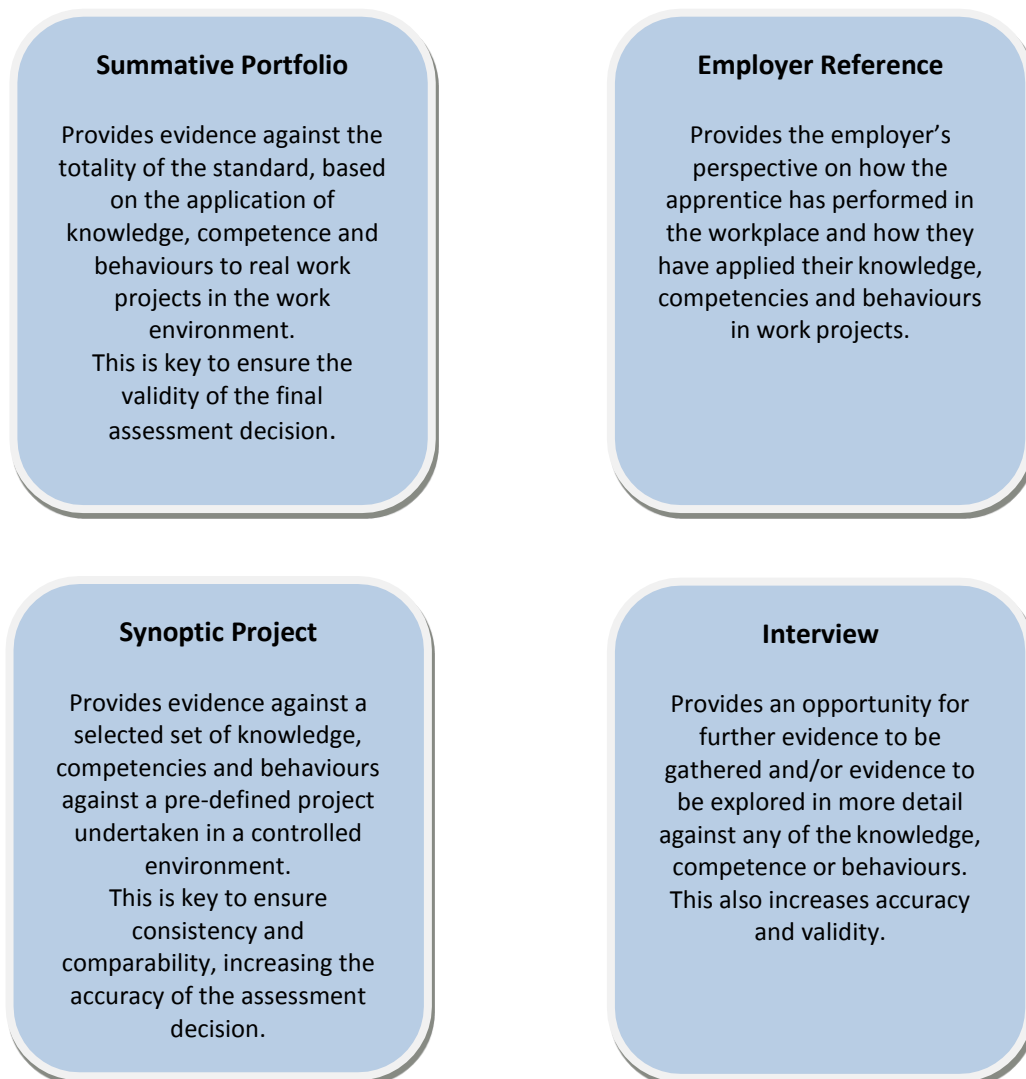 Summative Portfolio
Provides evidence against the
totality of the standard, based
on the application of
knowledge, competence and
behaviours to real work
projects in the work
environment.
This is key to ensure the
validity of the final
assessment decision.
Employer Reference
Provides the employer’s
perspective on how the
apprentice has performed in
the workplace and how they
have applied their knowledge,
competencies and behaviours
in work projects.
Synoptic Project
Provides evidence against a
selected set of knowledge,
competencies and behaviours
against a pre-defined project
undertaken in a controlled
environment.
This is key to ensure
consistency and
comparability, increasing the
accuracy of the assessment
decision.
Interview
Provides an opportunity for
further evidence to be
gathered and/or evidence to
be explored in more detail
against any of the knowledge,
competence or behaviours.
This also increases accuracy
and validity.